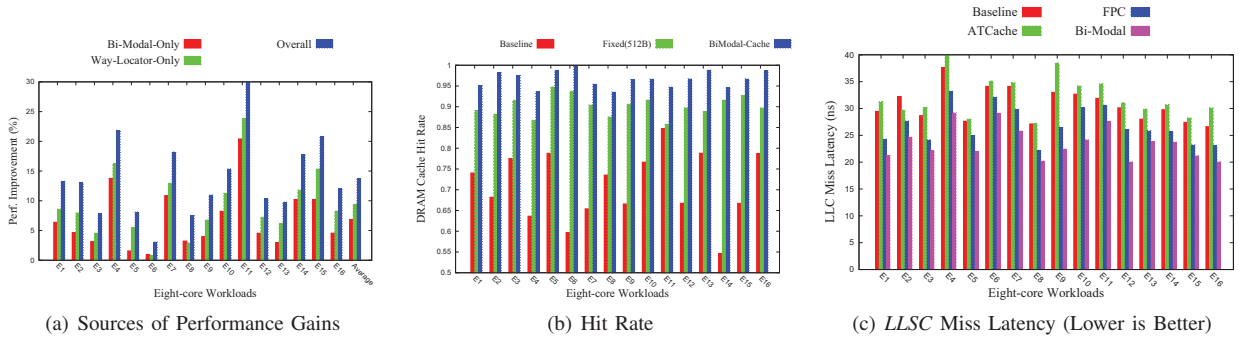 Bi-Modal-Only
Way-Locator-Only
Overall
Perf. Improvement (%)
30
25
20
15
10
5
0
E1 E2 E3 E4 E5 E6 E7 E8 E9 E10 E11 E12 E13 E14 E15 E16 Average
Eight-core Workloads
(a) Sources of Performance Gains
Baseline Fixed(512B) BiModal-Cache
DRAM Cache Hit Rate
1
0.95
0.9
0.85
0.8
0.75
0.7
0.65
0.6
0.55
0.5
E1 E2 E3 E4 E5 E6 E7 E8 E9 E10 E11 E12 E13 E14 E15 E16
Eight-core Workloads
(b) Hit Rate
Baseline FPC
ATCache Bi-Modal
LLC Miss Latency (ns)
40
35
30
25
20
15
10
5
0
E1 E2 E3 E4 E5 E6 E7 E8 E9 E10 E11 E12 E13 E14 E15 E16
Eight-core Workloads
(c) LLSC Miss Latency (Lower is Better)